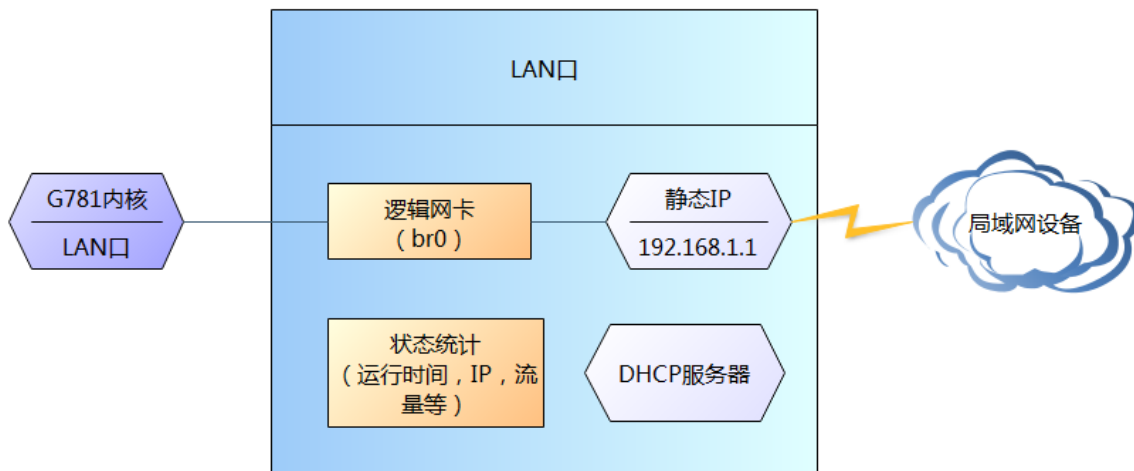 LAN口
G781内核
LAN口
逻辑网卡
（br0）
静态IP
192.168.1.1
局域网设备
状态统计
（运行时间，IP，流
量等）
DHCP服务器